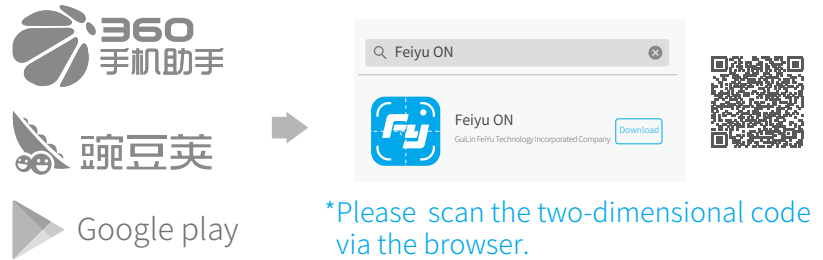 360
手机助手
豌豆荚
Google play
Feiyu ON
Fy
Feiyu ON
GuiLin FeiYu Technology Incorporated Company
Download
*Please scan the two-dimensional code
via the browser.